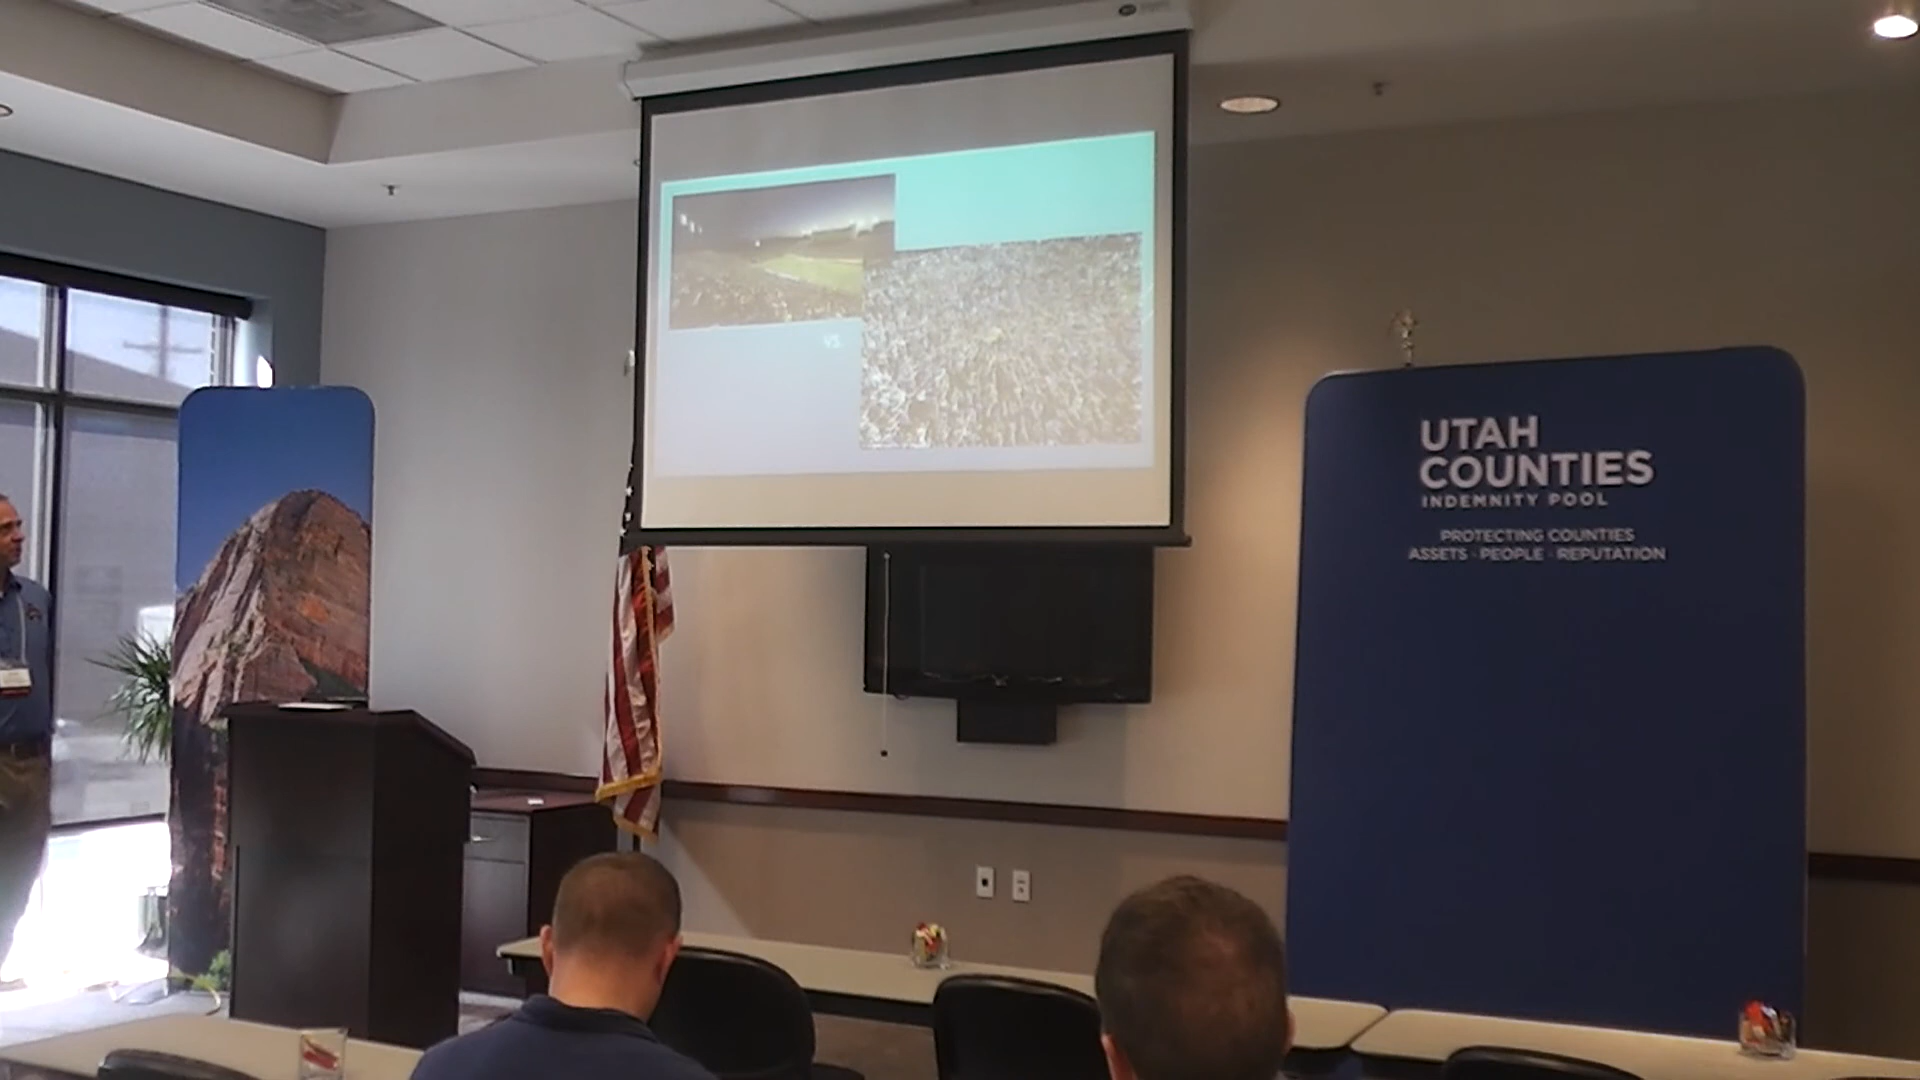 VS
UTAH
COUNTIES
INDEMNITY POOL
PROTECTING COUNTIES
ASSETS · PEOPLE · REPUTATION